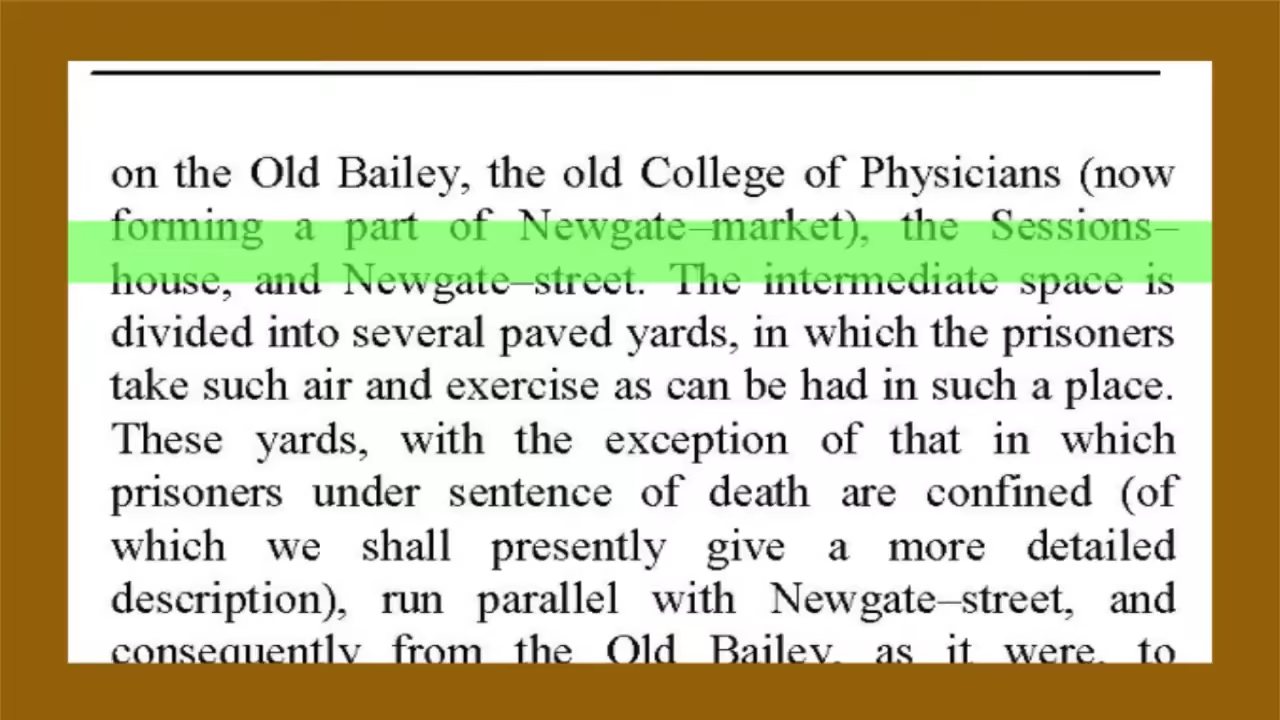 on the Old Bailey, the old College of Physicians (now
forming a part of Newgate–market), the Sessions–
house, and Newgate–street. The intermediate space is
divided into several paved yards, in which the prisoners
take such air and exercise as can be had in such a place.
These yards, with the exception of that in which
prisoners under sentence of death are confined (of
which we shall presently give a more detailed
description), run parallel with Newgate–street, and
consequently from the Old Bailey, as it were, to